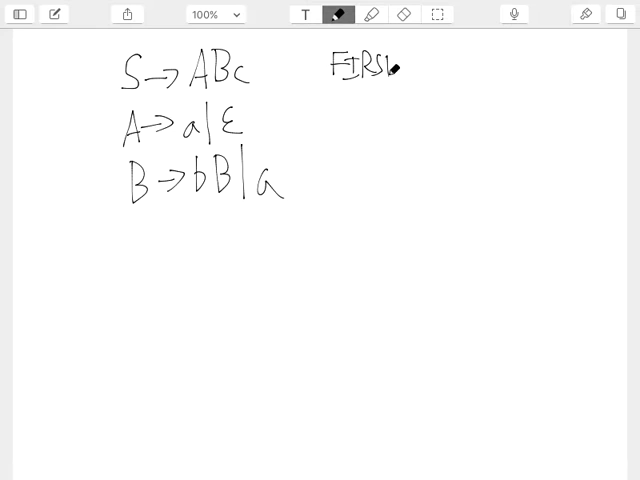 100%
T
S → ABc
FIRS
A → a|ε
B → bB|a